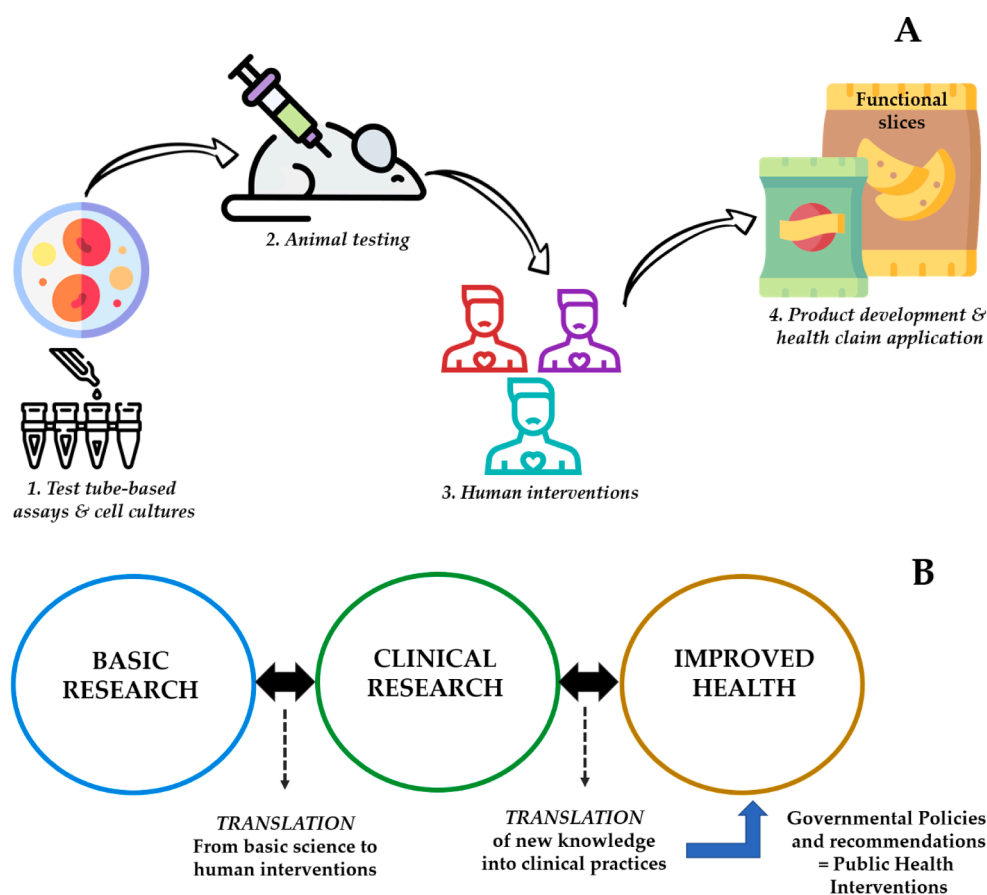 A
Functional
slices
2. Animal testing
4. Product development &
health claim application
1. Test tube-based
assays & cell cultures
3. Human interventions
B
BASIC
RESEARCH
CLINICAL
RESEARCH
IMPROVED
HEALTH
TRANSLATION
From basic science to
human interventions
TRANSLATION
of new knowledge
into clinical practices
Governmental Policies
and recommendations
= Public Health
Interventions